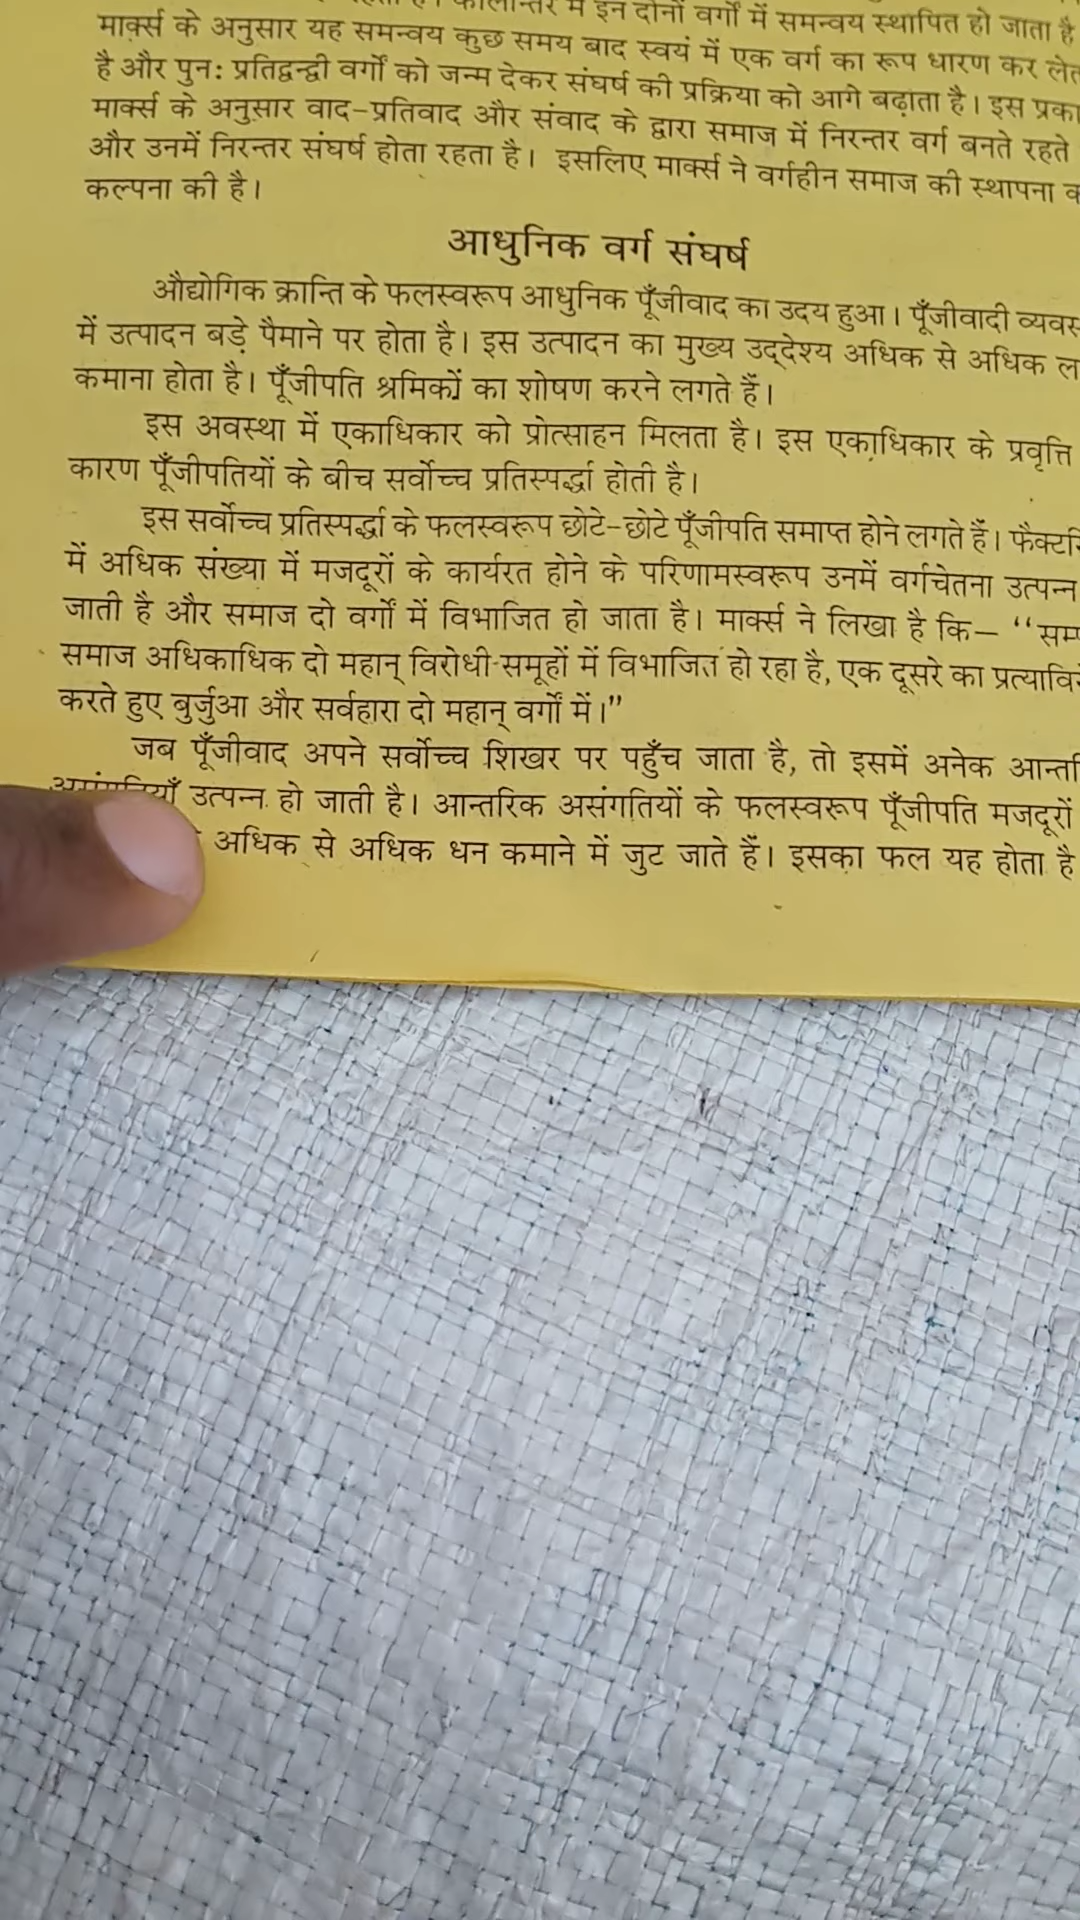 में इन दोनों वर्गों में समन्वय स्थापित हो जाता है
मार्क्स के अनुसार यह समन्वय कुछ समय बाद स्वयं में एक वर्ग का रूप धारण कर
है और पुनः प्रतिद्वन्द्वी वर्गों को जन्म देकर संघर्ष की प्रक्रिया को आगे बढ़ाता है। इस
मार्क्स के अनुसार वाद-प्रतिवाद और संवाद के द्वारा समाज में निरन्तर वर्ग बनते रहते
और उनमें निरन्तर संघर्ष होता रहता है। इसलिए मार्क्स ने वर्गहीन समाज की स्थापना
कल्पना की है।
आधुनिक वर्ग संघर्ष
औद्योगिक क्रान्ति के फलस्वरूप आधुनिक पूँजीवाद का उदय हुआ। पूँजीवादी
में उत्पादन बड़े पैमाने पर होता है। इस उत्पादन का मुख्य उद्देश्य अधिक से अधिक
कमाना होता है। पूँजीपति श्रमिकों का शोषण करने लगते हैं।
इस अवस्था में एकाधिकार को प्रोत्साहन मिलता है। इस एकाधिकार के प्रवृत्ति
कारण पूँजीपतियों के बीच सर्वोच्च प्रतिस्पर्द्धा होती है।
इस सर्वोच्च प्रतिस्पर्द्धा के फलस्वरूप छोटे-छोटे पूँजीपति समाप्त होने लगते हैं।
में अधिक संख्या में मजदूरों के कार्यरत होने के परिणामस्वरूप उनमें वर्गचेतना उत्पन्न
जाती है और समाज दो वर्गों में विभाजित हो जाता है। मार्क्स ने लिखा है कि– ‘‘
समाज अधिकाधिक दो महान् विरोधी समूहों में विभाजित हो रहा है, एक दूसरे का
करते हुए बुर्जुआ और सर्वहारा दो महान् वर्गों में।”
जब पूँजीवाद अपने सर्वोच्च शिखर पर पहुँच जाता है, तो इसमें अनेक
उत्पन्न हो जाती है। आन्तरिक असंगतियों के फलस्वरूप पूँजीपति मजदूरों
अधिक से अधिक धन कमाने में जुट जाते हैं। इसका फल यह होता है